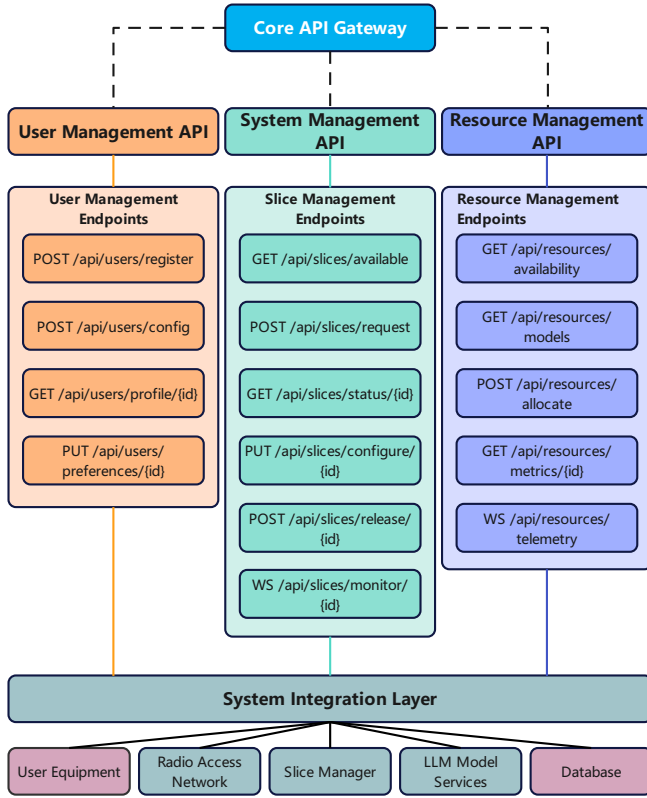 Core API Gateway
User Management API
System Management
API
Resource Management
API
User Management
Endpoints
POST /api/users/register
POST /api/users/config
GET /api/users/profile/{id}
PUT /api/users/
preferences/{id}
Slice Management
Endpoints
GET /api/slices/available
POST /api/slices/request
GET /api/slices/status/{id}
PUT /api/slices/configure/
{id}
POST /api/slices/release/
{id}
WS /api/slices/monitor/
{id}
Resource Management
Endpoints
GET /api/resources/
availability
GET /api/resources/
models
POST /api/resources/
allocate
GET /api/resources/
metrics/{id}
WS /api/resources/
telemetry
System Integration Layer
User Equipment
Radio Access
Network
Slice Manager
LLM Model
Services
Database